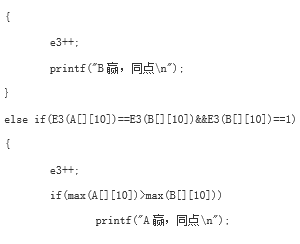 {
e3++;
printf("B赢，同点\n");
}
else if(E3(A[][10])==E3(B[][10])&&E3(B[][10])==1)
{
e3++;
if(max(A[][10])>max(B[][10]))
printf("A赢，同点\n");